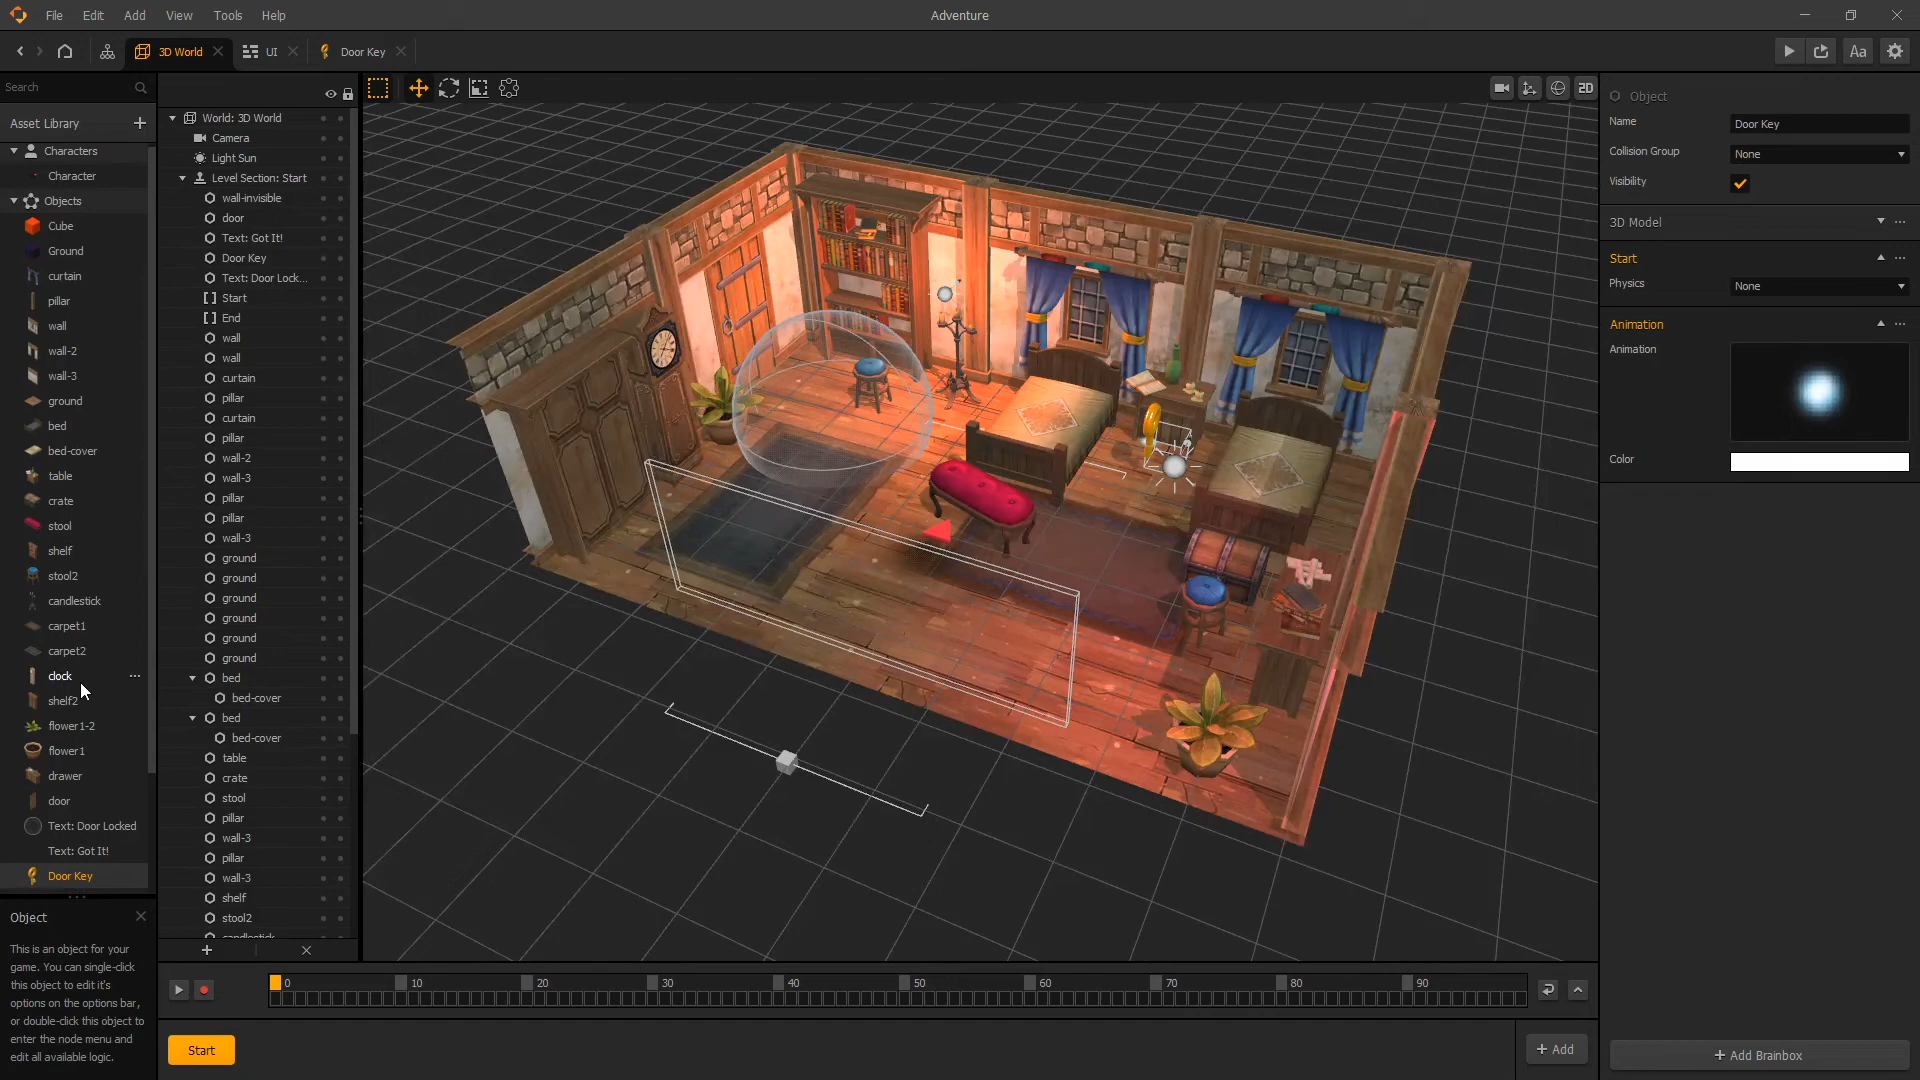 File Edit Add View Tools Help
Adventure
3D World
UI
Door Key
Aa
Search
Asset Library
Characters
Character
Objects
Cube
Ground
curtain
pillar
wall
wall-2
wall-3
ground
bed
bed-cover
table
crate
stool
shelf
stool2
candlestick
carpet1
carpet2
clock
shelf2
flower1-2
flower1
drawer
door
Text: Door Locked
Text: Got It!
Door Key
Object
This is an object for your
game. You can single-click
this object to edit it's
options on the options bar,
or double-click this object to
enter the node menu and
edit all available logic.
World: 3D World
Camera
Light Sun
Level Section: Start
wall-invisible
door
Text: Got It!
Door Key
Text: Door Lock...
Start
End
wall
wall
curtain
pillar
curtain
pillar
wall-2
wall-3
pillar
pillar
wall-3
ground
ground
ground
ground
ground
ground
bed
bed-cover
bed
bed-cover
table
crate
stool
pillar
wall-3
pillar
wall-3
shelf
stool2
candlestick
2D
0 10 20 30 40 50 60 70 80 90
Start
+ Add
Object
Name
Door Key
Collision Group
None
Visibility
3D Model
Start
Physics
None
Animation
Animation
Color
+ Add Brainbox